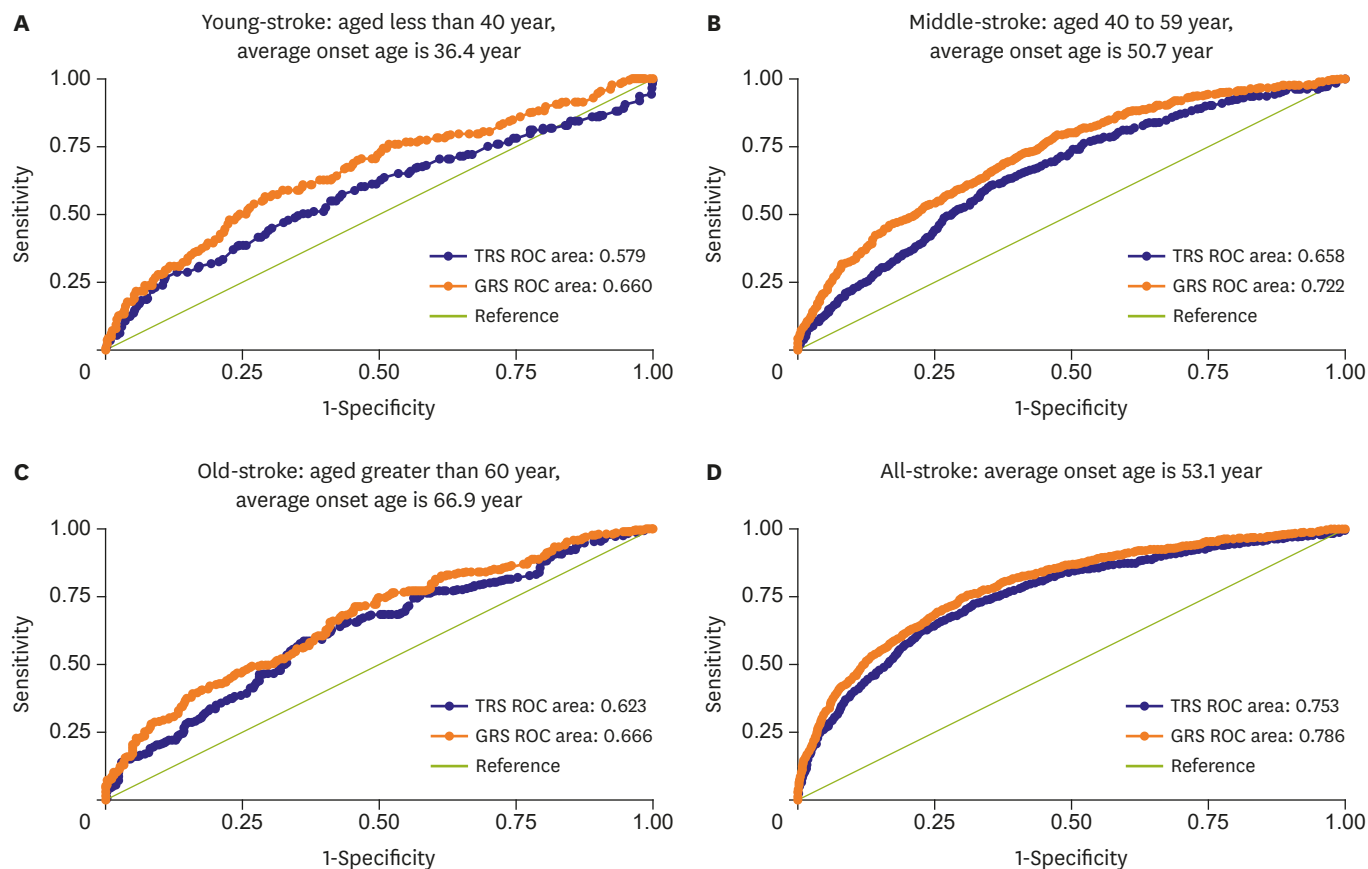 A
Young-stroke: aged less than 40 year,
average onset age is 36.4 year
1.00
0.75
0.50
0.25
0
0.25
0.50
0.75
1.00
Sensitivity
1-Specificity
TRS ROC area: 0.579
GRS ROC area: 0.660
Reference
B
Middle-stroke: aged 40 to 59 year,
average onset age is 50.7 year
1.00
0.75
0.50
0.25
0
0.25
0.50
0.75
1.00
Sensitivity
1-Specificity
TRS ROC area: 0.658
GRS ROC area: 0.722
Reference
C
Old-stroke: aged greater than 60 year,
average onset age is 66.9 year
1.00
0.75
0.50
0.25
0
0.25
0.50
0.75
1.00
Sensitivity
1-Specificity
TRS ROC area: 0.623
GRS ROC area: 0.666
Reference
D
All-stroke: average onset age is 53.1 year
1.00
0.75
0.50
0.25
0
0.25
0.50
0.75
1.00
Sensitivity
1-Specificity
TRS ROC area: 0.753
GRS ROC area: 0.786
Reference